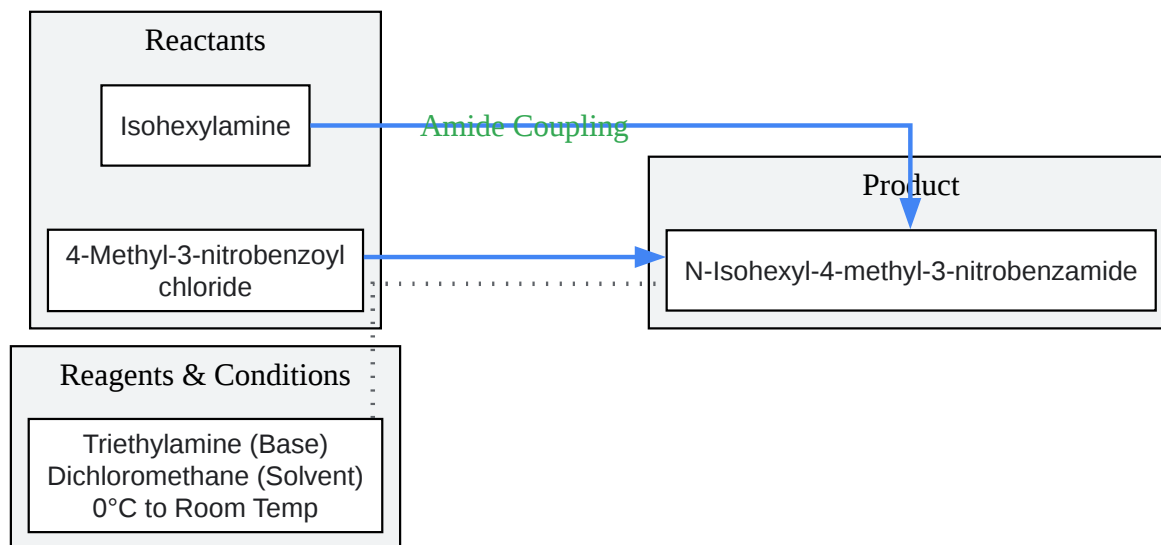 Reactants
Isohexylamine
Amide Coupling
4-Methyl-3-nitrobenzoyl
chloride
Product
N-Isohexyl-4-methyl-3-nitrobenzamide
Reagents & Conditions
Triethylamine (Base)
Dichloromethane (Solvent)
0°C to Room Temp